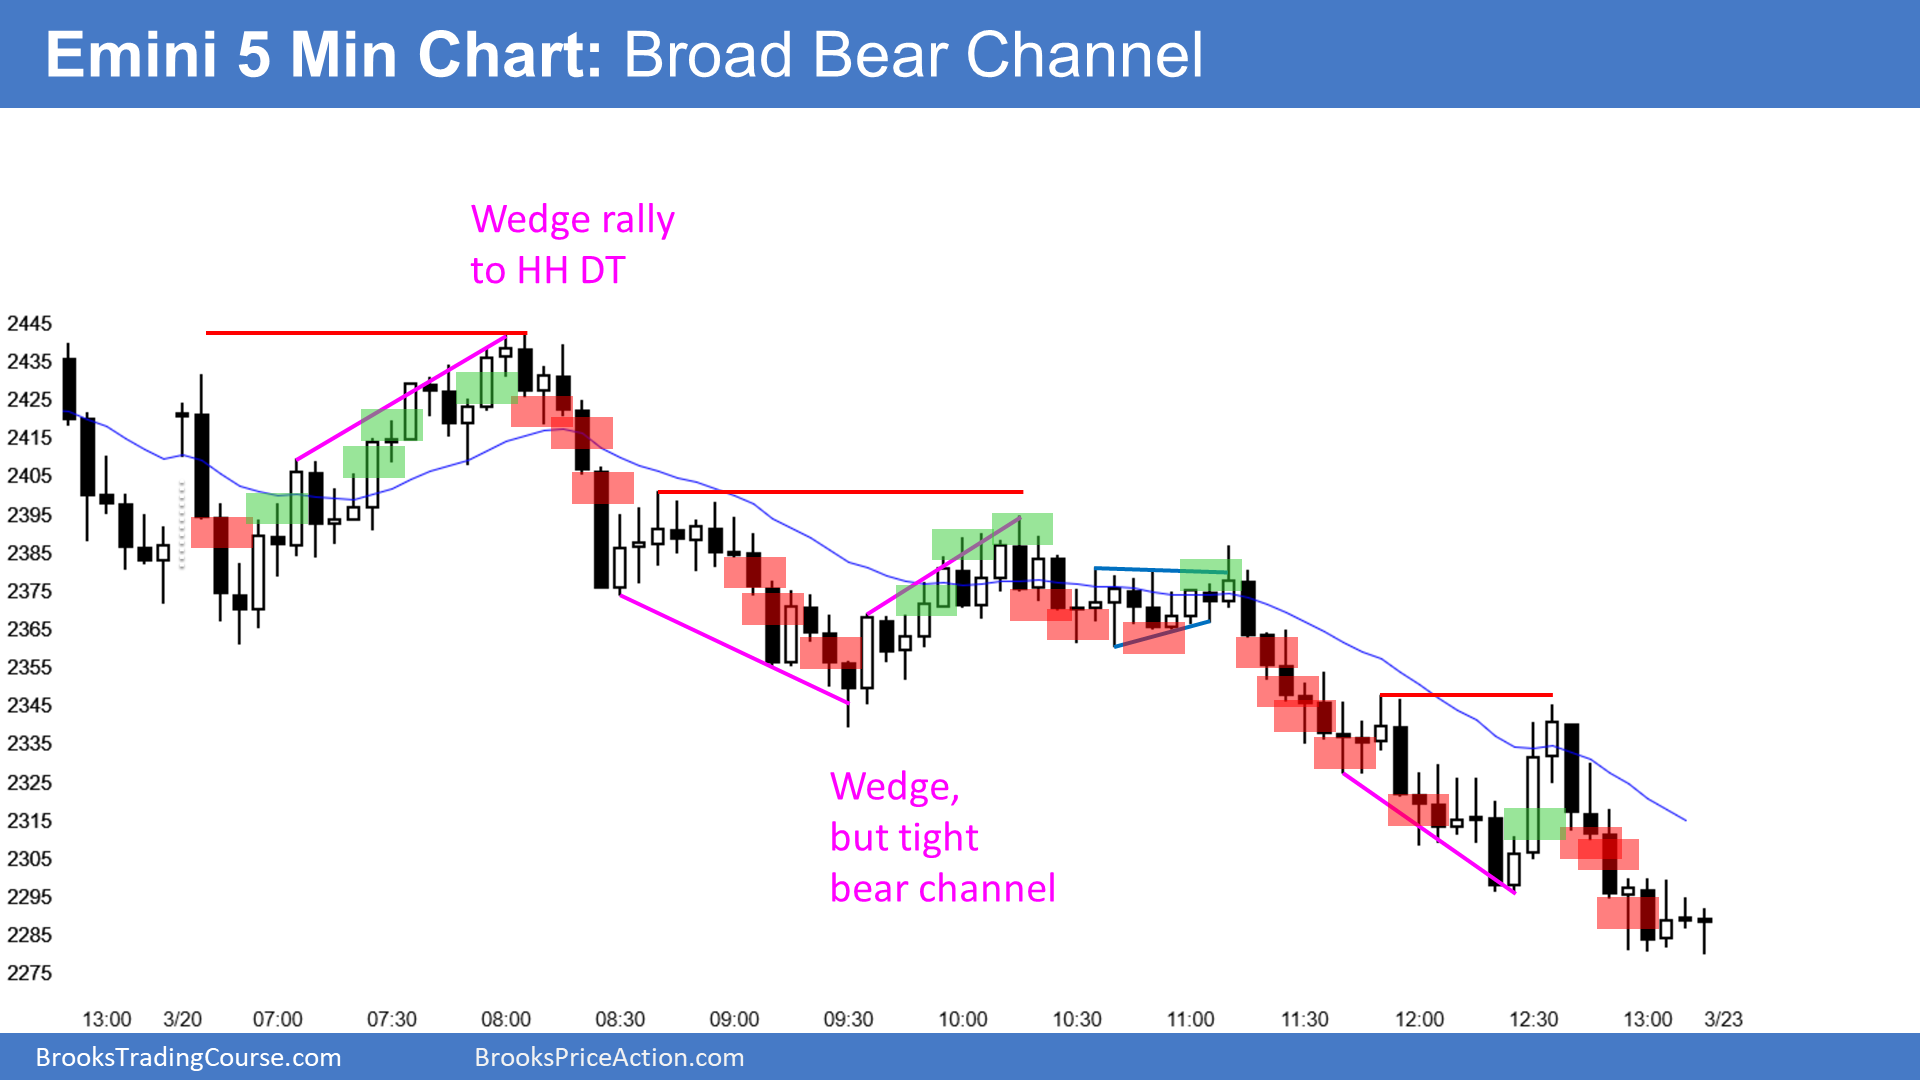 Emini 5 Min Chart: Broad Bear Channel
Wedge rally
to HH DT
2445
2435
2425
2415
2405
2395
2385
2375
2365
2355
2345
2335
2325
2315
2305
2295
2285
2275
Wedge,
but tight
bear channel
13:00 3/20 07:00 07:30 08:00 08:30 09:00 09:30 10:00 10:30 11:00 11:30 12:00 12:30 13:00 3/23
BrooksTradingCourse.com BrooksPriceAction.com